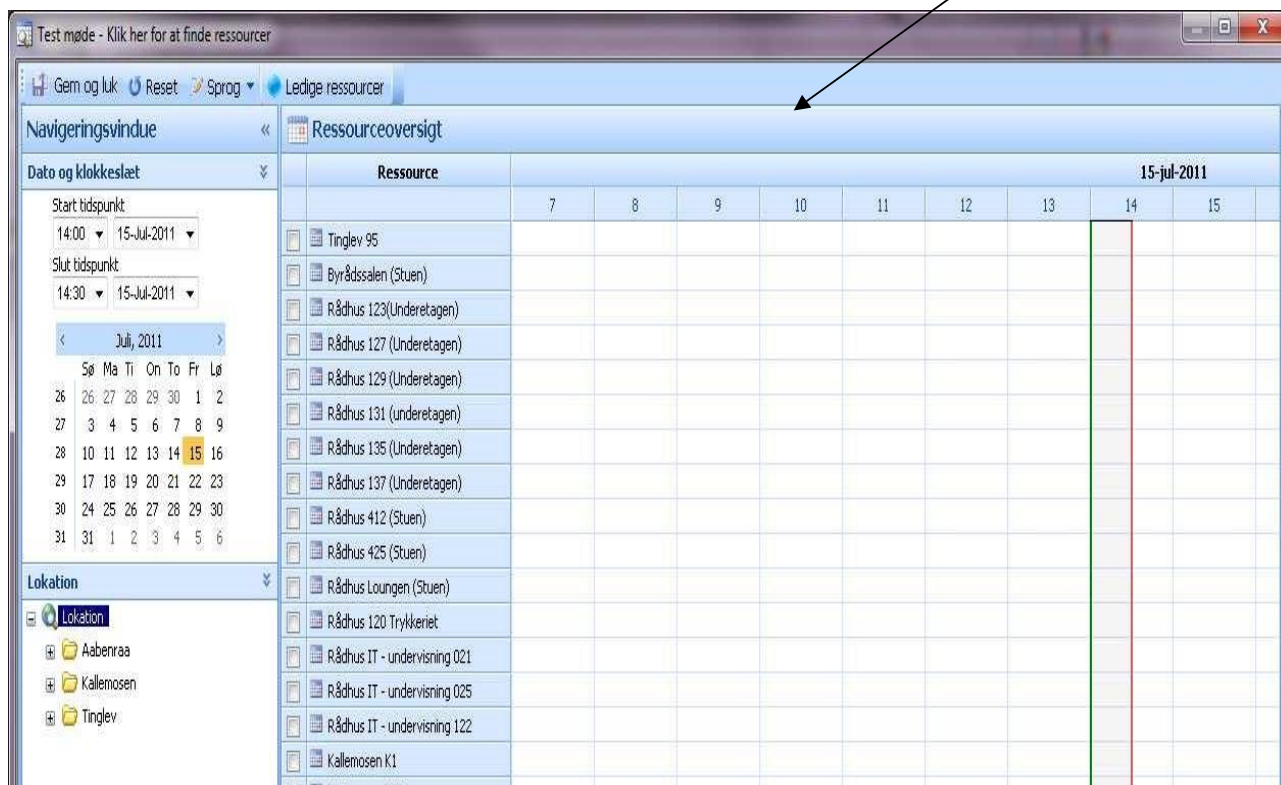 Test møde - Klik her for at finde ressourcer
Gem og luk Reset Sprog Ledige ressourcer
Navigeringsvindue «
Dato og klokkeslæt
Start tidspunkt
14:00 15-Jul-2011
Slut tidspunkt
14:30 15-Jul-2011
< Juli, 2011 >
Sø Ma Ti On To Fr Lø
26 26 27 28 29 30 1 2
27 3 4 5 6 7 8 9
28 10 11 12 13 14 15 16
29 17 18 19 20 21 22 23
30 24 25 26 27 28 29 30
31 31 1 2 3 4 5 6
Lokation
Lokation
Aabenraa
Kallemosen
Tinglev
Ressourceoversigt
Ressource 15-jul-2011
7 8 9 10 11 12 13 14 15
Tinglev 95
Byrådssalen (Stuen)
Rådhus 123(Underetagen)
Rådhus 127 (Underetagen)
Rådhus 129 (Underetagen)
Rådhus 131 (underetagen)
Rådhus 135 (Underetagen)
Rådhus 137 (Underetagen)
Rådhus 412 (Stuen)
Rådhus 425 (Stuen)
Rådhus Loungen (Stuen)
Rådhus 120 Trykkeriet
Rådhus IT - undervisning 021
Rådhus IT - undervisning 025
Rådhus IT - undervisning 122
Kallemosen K1